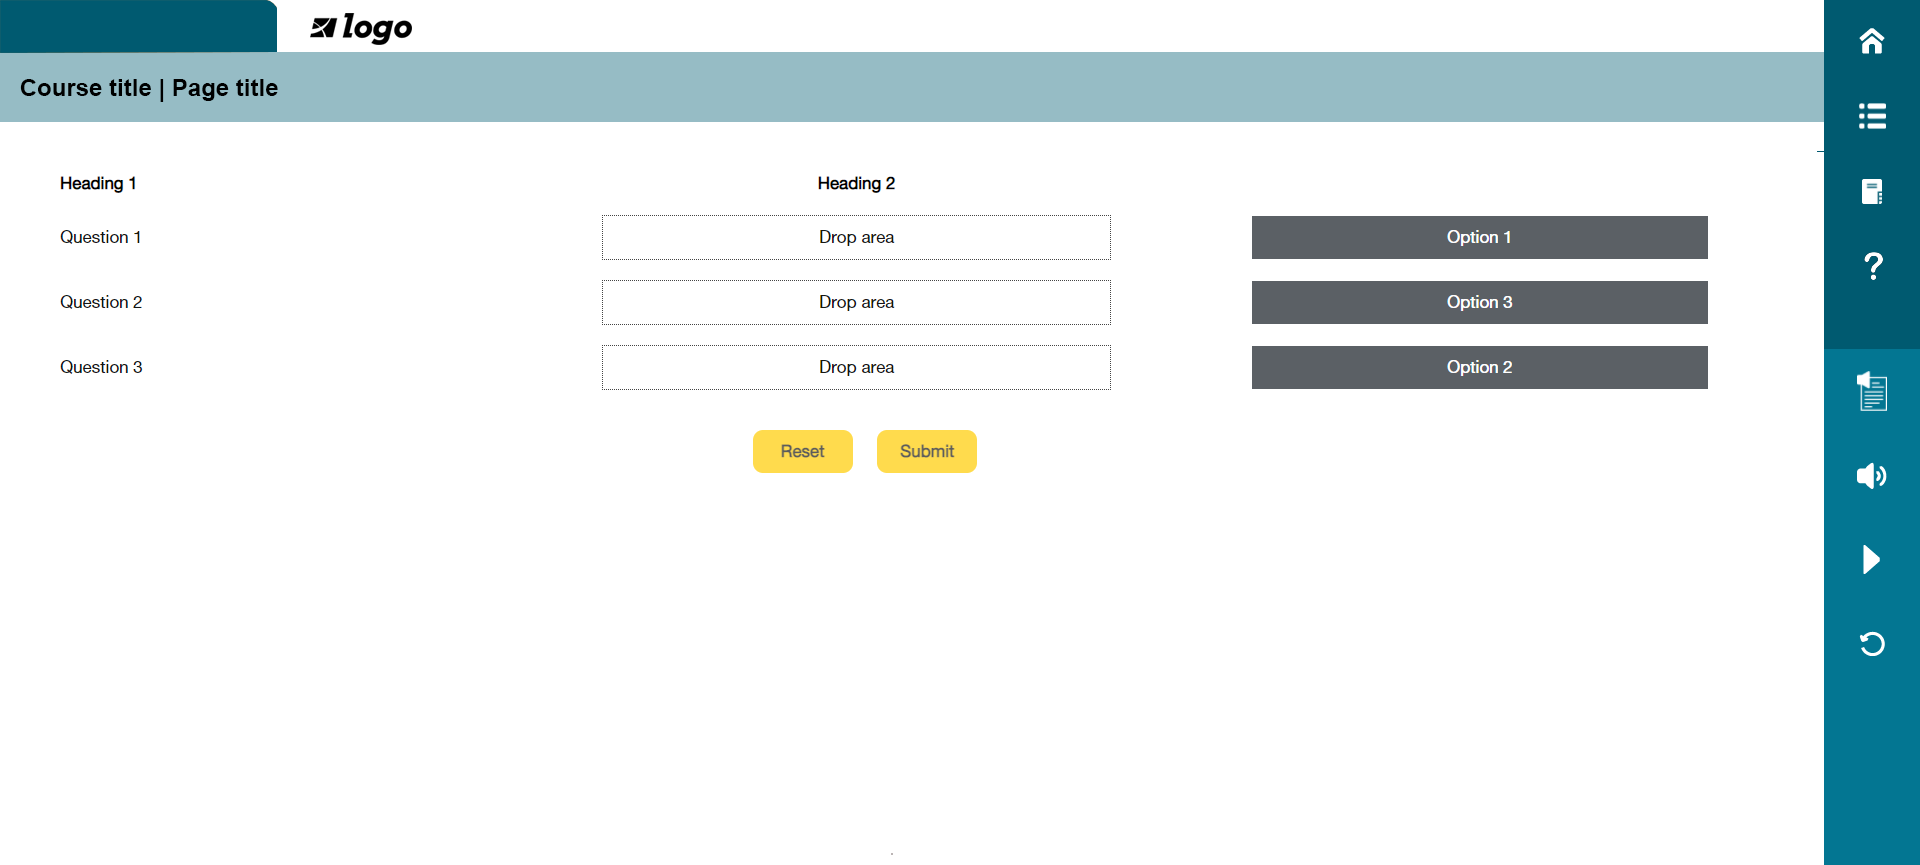 logo
Course title | Page title
Heading 1 Heading 2
Question 1 Drop area Option 1
Question 2 Drop area Option 3
Question 3 Drop area Option 2
Reset Submit
?